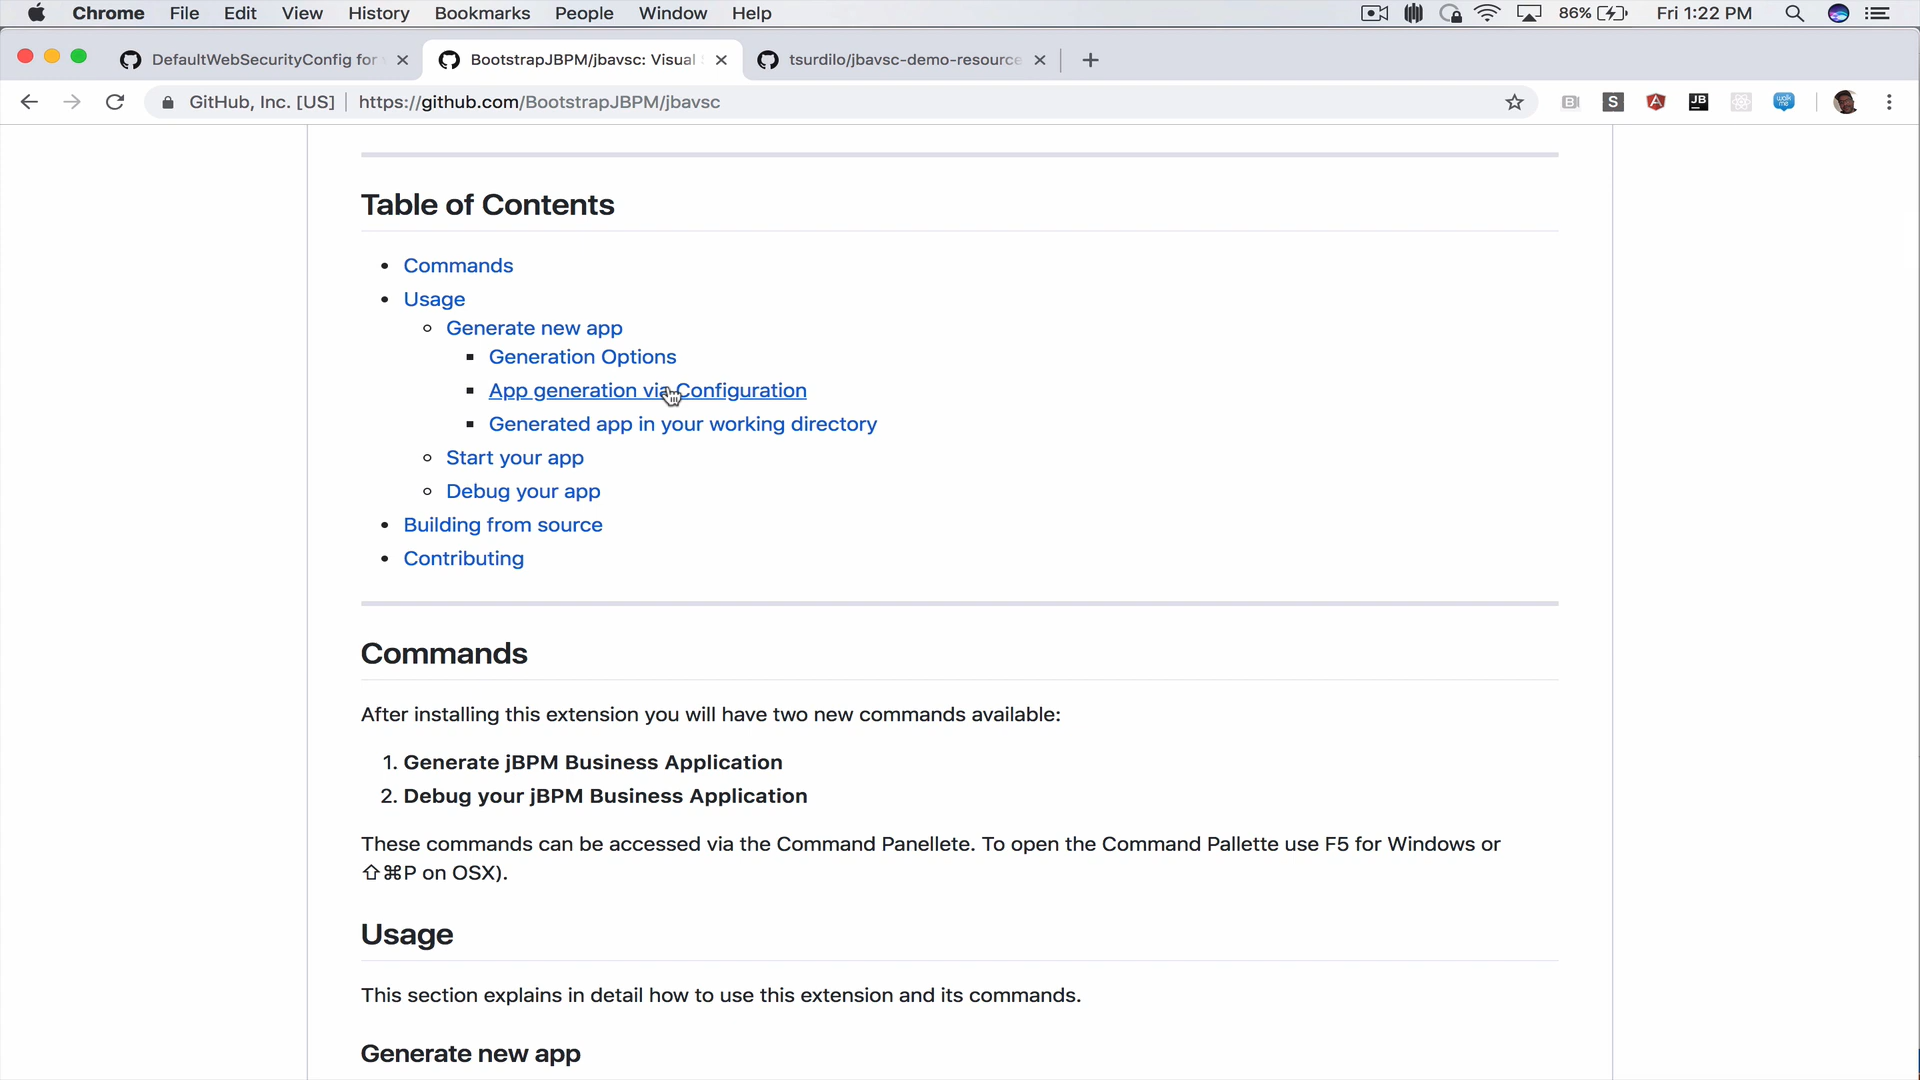 Chrome File Edit View History Bookmarks People Window Help 86% Fri 1:22 PM
DefaultWebSecurityConfig for BootstrapJBPM/jbavsc: Visual tsurdilo/jbavsc-demo-resource
GitHub, Inc. [US] https://github.com/BootstrapJBPM/jbavsc S A JB
Table of Contents
Commands
Usage
Generate new app
Generation Options
App generation via Configuration
Generated app in your working directory
Start your app
Debug your app
Building from source
Contributing
Commands
After installing this extension you will have two new commands available:
1. Generate jBPM Business Application
2. Debug your jBPM Business Application
These commands can be accessed via the Command Panellete. To open the Command Pallette use F5 for Windows or
⇧⌘P on OSX).
Usage
This section explains in detail how to use this extension and its commands.
Generate new app